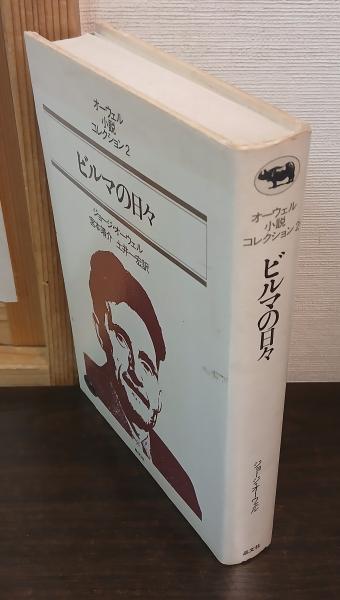 オーウェル
小説
コレクション2
ビルマの日々
ジョージ・オーウェル
宮本靖介 土井一宏訳
オーウェル
小説
コレクション2
ビルマの日々
ジョージ・オーウェル
晶文社